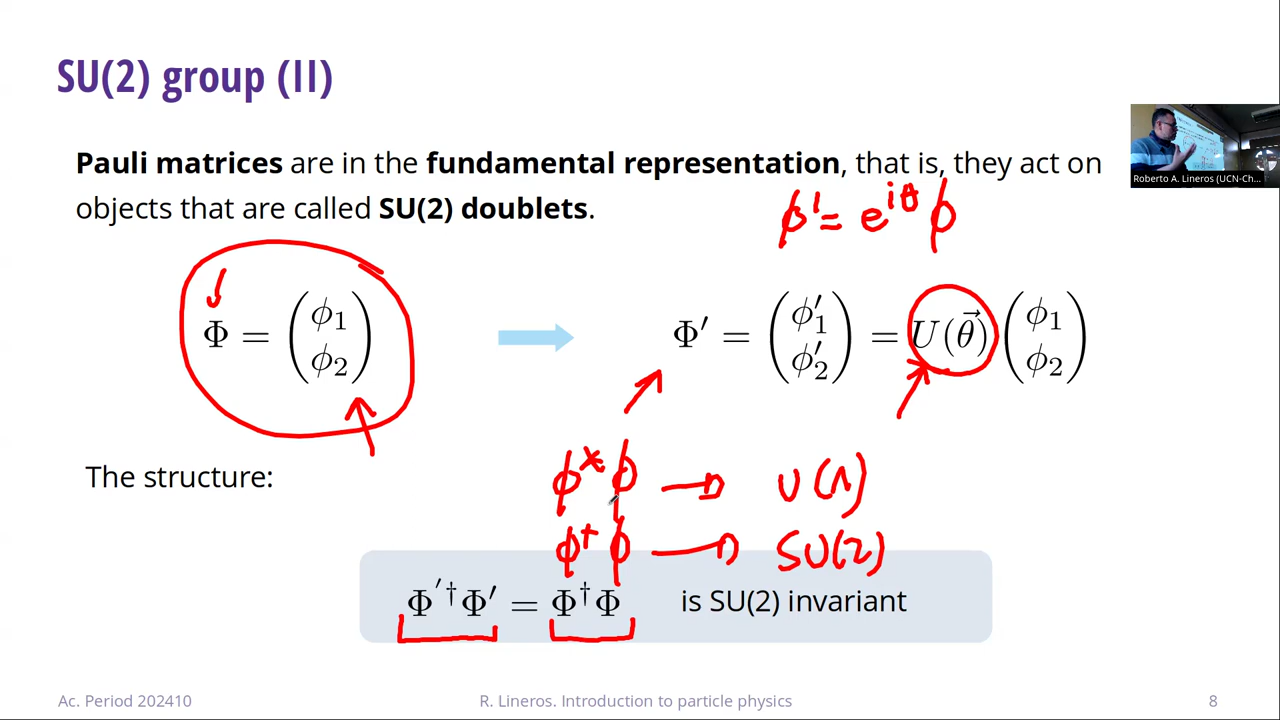 SU(2) group (II)
Pauli matrices are in the fundamental representation, that is, they act on
objects that are called SU(2) doublets.
ϕ' = e^{iθ} ϕ
Φ = (ϕ₁ ϕ₂)
Φ′ = (ϕ′₁ ϕ′₂) = U(θ⃗) (ϕ₁ ϕ₂)
The structure:
ϕ* ϕ → U(1)
ϕ† ϕ → SU(2)
Φ′†Φ′ = Φ†Φ is SU(2) invariant
Roberto A. Lineros (UCN-Ch...
Ac. Period 202410
R. Lineros. Introduction to particle physics
8